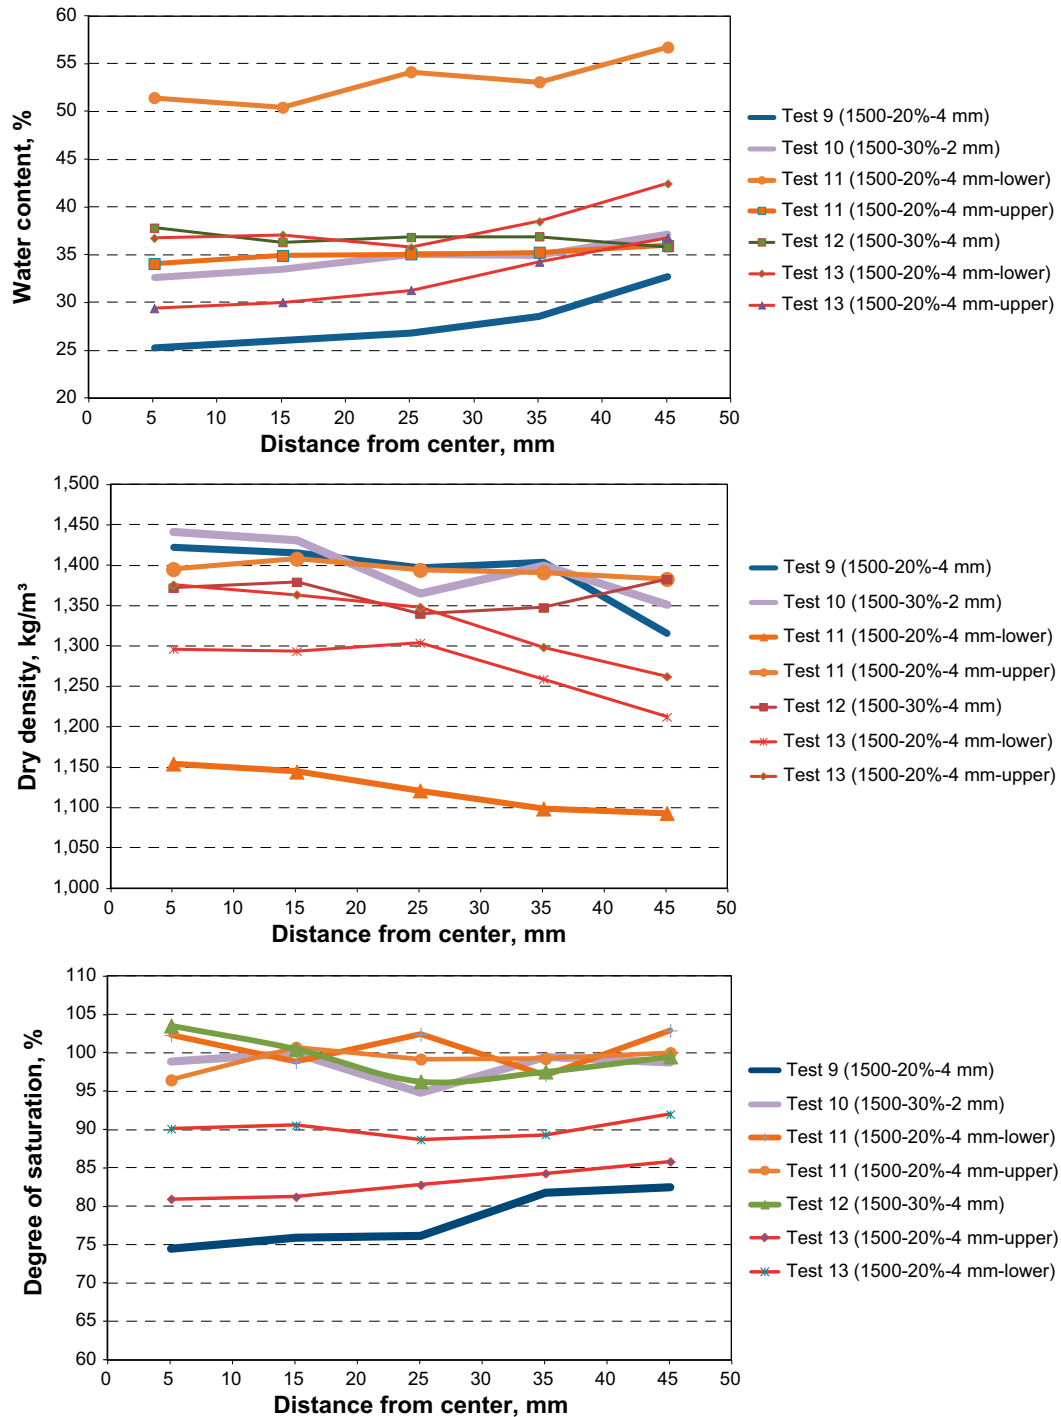 60
55
50
45
40
35
30
25
20
Water content, %
0 5 10 15 20 25 30 35 40 45 50
Distance from center, mm
Test 9 (1500-20%-4 mm)
Test 10 (1500-30%-2 mm)
Test 11 (1500-20%-4 mm-lower)
Test 11 (1500-20%-4 mm-upper)
Test 12 (1500-30%-4 mm)
Test 13 (1500-20%-4 mm-lower)
Test 13 (1500-20%-4 mm-upper)
1,500
1,450
1,400
1,350
1,300
1,250
1,200
1,150
1,100
1,050
1,000
Dry density, kg/m³
0 5 10 15 20 25 30 35 40 45 50
Distance from center, mm
Test 9 (1500-20%-4 mm)
Test 10 (1500-30%-2 mm)
Test 11 (1500-20%-4 mm-lower)
Test 11 (1500-20%-4 mm-upper)
Test 12 (1500-30%-4 mm)
Test 13 (1500-20%-4 mm-lower)
Test 13 (1500-20%-4 mm-upper)
110
105
100
95
90
85
80
75
70
65
60
Degree of saturation, %
0 5 10 15 20 25 30 35 40 45 50
Distance from center, mm
Test 9 (1500-20%-4 mm)
Test 10 (1500-30%-2 mm)
Test 11 (1500-20%-4 mm-lower)
Test 11 (1500-20%-4 mm-upper)
Test 12 (1500-30%-4 mm)
Test 13 (1500-20%-4 mm-upper)
Test 13 (1500-20%-4 mm-lower)